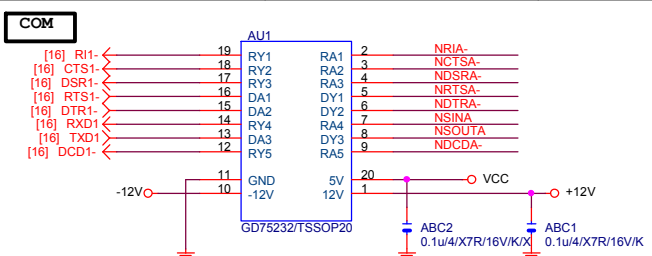 COM
AU1
[16] RI1- 19 RY1 RA1 2 NRIA-
[16] CTS1- 18 RY2 RA2 3 NCTSA-
[16] DSR1- 17 RY3 RA3 4 NDSRA-
[16] RTS1- 16 DA1 DY1 5 NRTSA-
[16] DTR1- 15 DA2 DY2 6 NDTRA-
[16] RXD1 14 RY4 RA4 7 NSINA
[16] TXD1 13 DA3 DY3 8 NSOUTA
[16] DCD1- 12 RY5 RA5 9 NDCDA-
11 GND 5V 20 VCC
-12V 10 -12V 12V 1 +12V
GD75232/TSSOP20
ABC2
0.1u/4/X7R/16V/K/X
ABC1
0.1u/4/X7R/16V/K